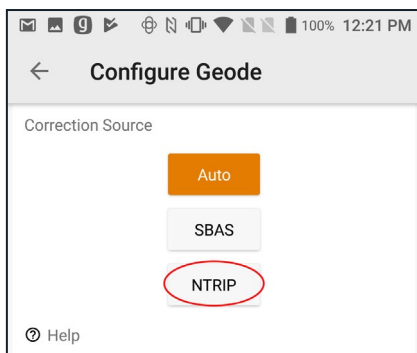 100% 12:21 PM
Configure Geode
Correction Source
Auto
SBAS
NTRIP
Help